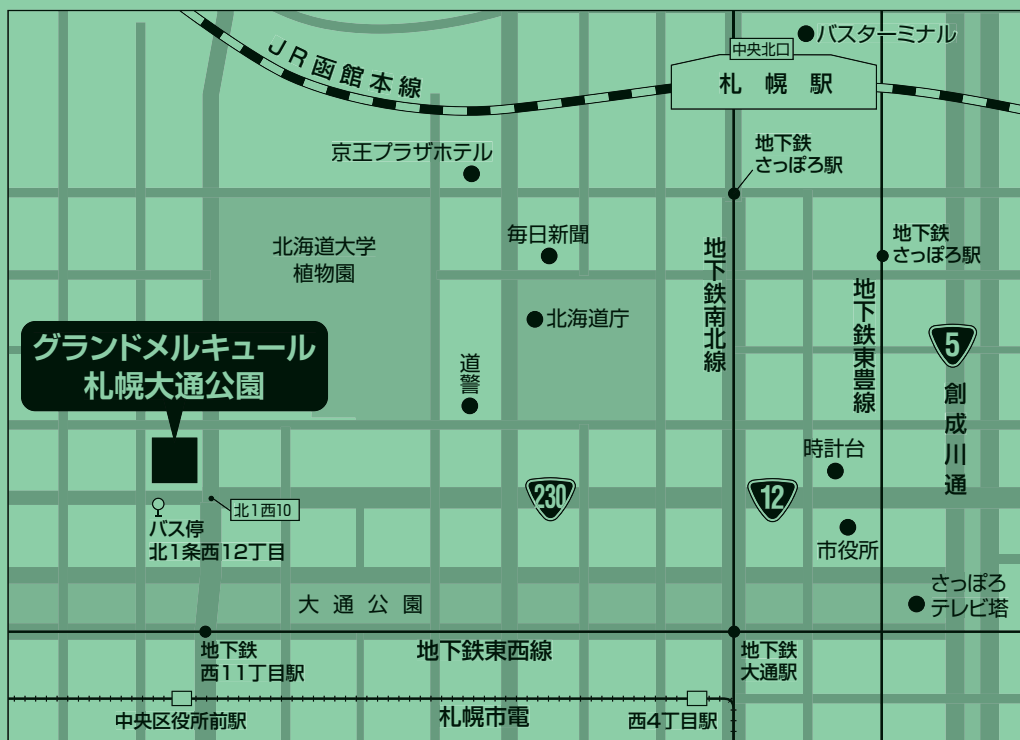 バスターミナル
中央北口
JR函館本線
札幌駅
京王プラザホテル
地下鉄
さっぽろ駅
毎日新聞
北海道大学
植物園
地下鉄南北線
地下鉄
さっぽろ駅
北海道庁
地下鉄東豊線
5
創成川通
グランドメルキュール
札幌大通公園
道警
時計台
230
12
北1西10
バス停
北1条西12丁目
市役所
さっぽろ
テレビ塔
大通公園
地下鉄
西11丁目駅
地下鉄東西線
地下鉄
大通駅
中央区役所前駅
札幌市電
西4丁目駅